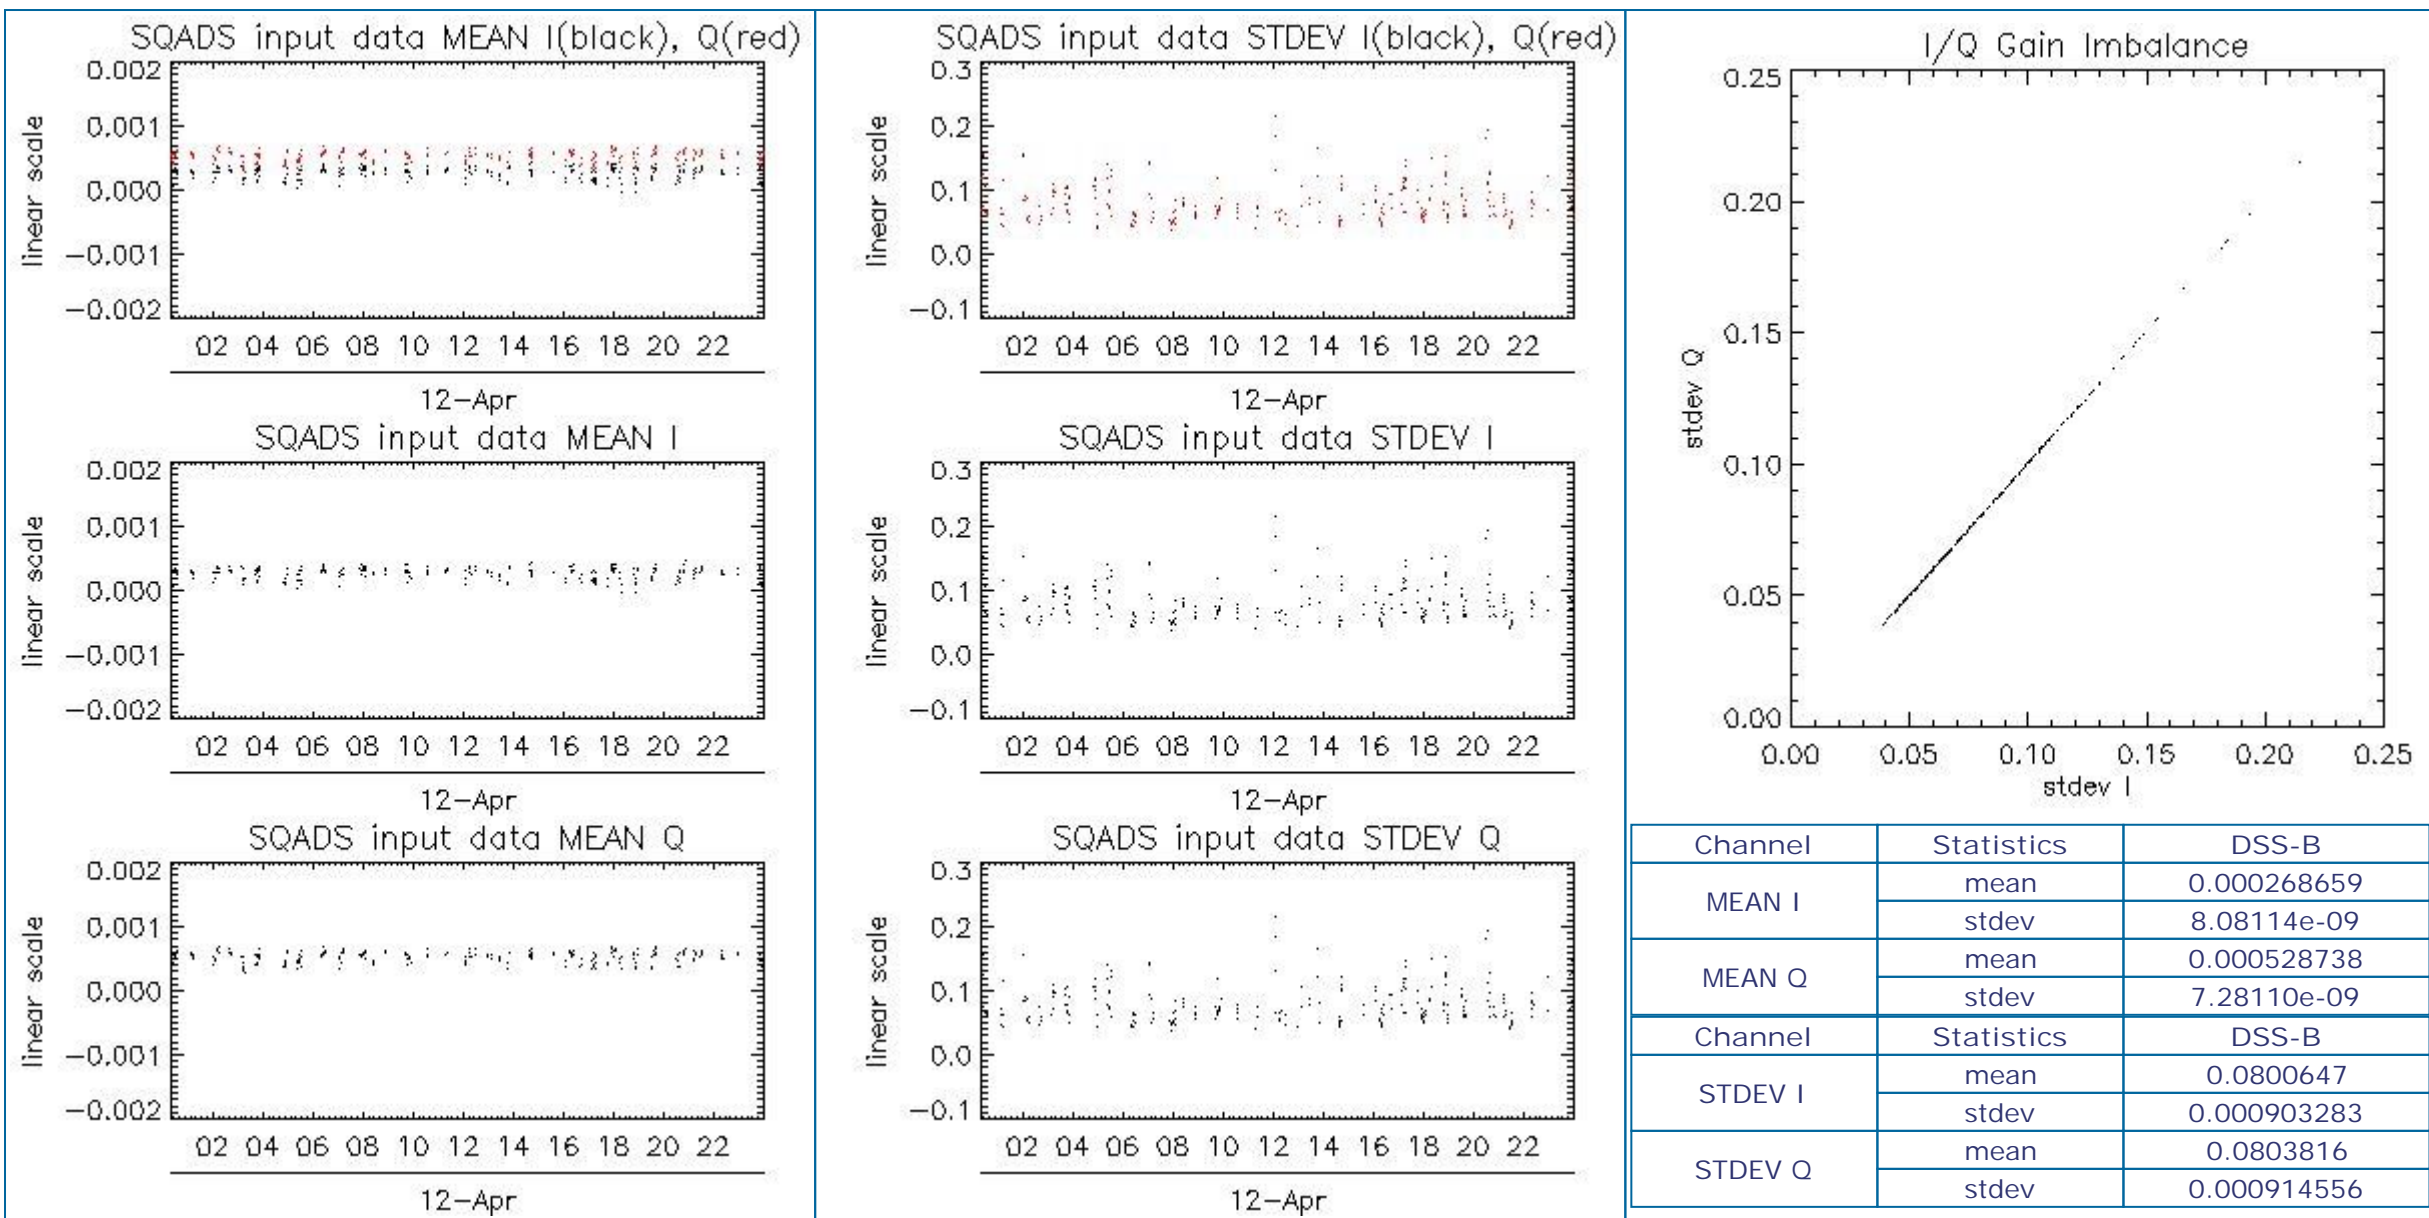 SQADS input data MEAN I(black), Q(red)
linear scale
0.002
0.001
0.000
-0.001
-0.002
02 04 06 08 10 12 14 16 18 20 22
12-Apr
SQADS input data MEAN I
linear scale
0.002
0.001
0.000
-0.001
-0.002
02 04 06 08 10 12 14 16 18 20 22
12-Apr
SQADS input data MEAN Q
linear scale
0.002
0.001
0.000
-0.001
-0.002
02 04 06 08 10 12 14 16 18 20 22
12-Apr
SQADS input data STDEV I(black), Q(red)
linear scale
0.3
0.2
0.1
0.0
-0.1
02 04 06 08 10 12 14 16 18 20 22
12-Apr
SQADS input data STDEV I
linear scale
0.3
0.2
0.1
0.0
-0.1
02 04 06 08 10 12 14 16 18 20 22
12-Apr
SQADS input data STDEV Q
linear scale
0.3
0.2
0.1
0.0
-0.1
02 04 06 08 10 12 14 16 18 20 22
12-Apr
I/Q Gain Imbalance
stdev Q
0.25
0.20
0.15
0.10
0.05
0.00
0.00 0.05 0.10 0.15 0.20 0.25
stdev I
Channel Statistics DSS-B
MEAN I mean 0.000268659
stdev 8.08114e-09
MEAN Q mean 0.000528738
stdev 7.28110e-09
Channel Statistics DSS-B
STDEV I mean 0.0800647
stdev 0.000903283
STDEV Q mean 0.0803816
stdev 0.000914556